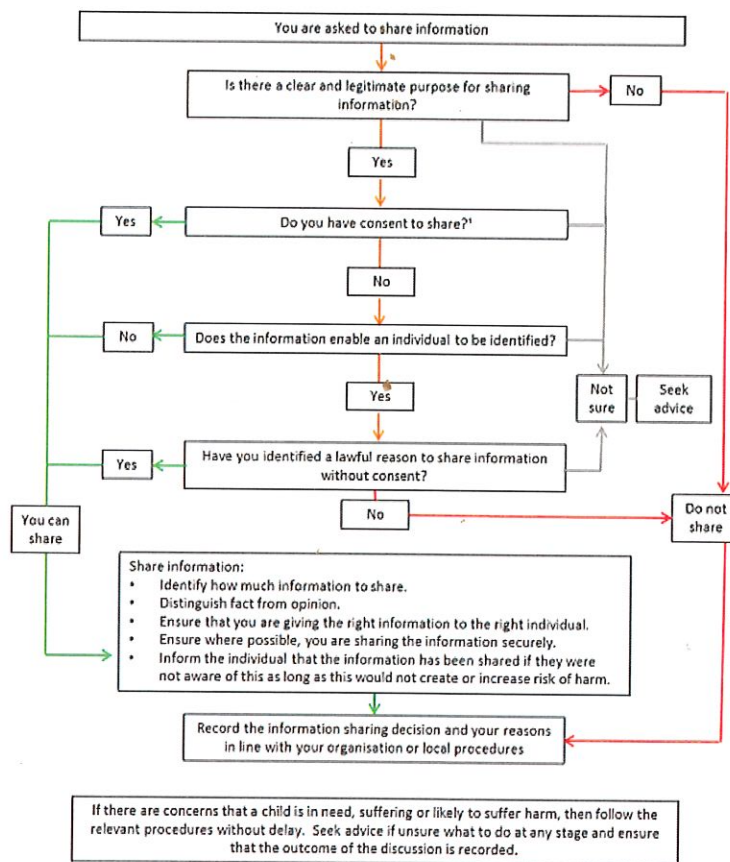 You are asked to share information
Is there a clear and legitimate purpose for sharing
information?
No
Yes
Yes
Do you have consent to share?¹
No
No
Does the information enable an individual to be identified?
Yes
Not
sure
Seek
advice
Yes
Have you identified a lawful reason to share information
without consent?
No
You can
share
Do not
share
Share information:
• Identify how much information to share.
• Distinguish fact from opinion.
• Ensure that you are giving the right information to the right individual.
• Ensure where possible, you are sharing the information securely.
• Inform the individual that the information has been shared if they were
not aware of this as long as this would not create or increase risk of harm.
Record the information sharing decision and your reasons
in line with your organisation or local procedures
If there are concerns that a child is in need, suffering or likely to suffer harm, then follow the
relevant procedures without delay. Seek advice if unsure what to do at any stage and ensure
that the outcome of the discussion is recorded.